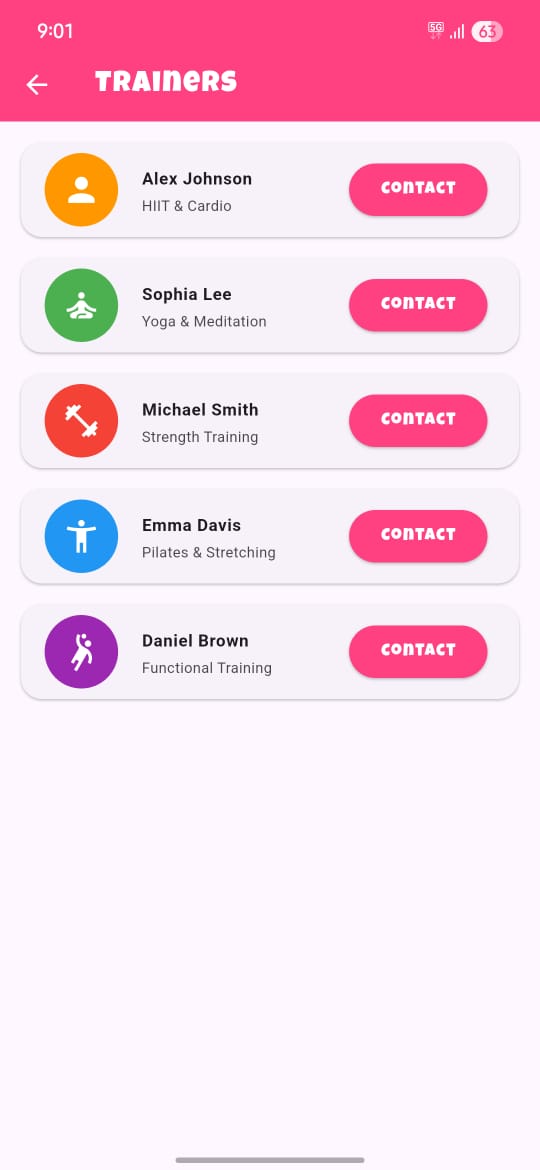 9:01
5G
63
Trainers
Alex Johnson
HIIT & Cardio
Contact
Sophia Lee
Yoga & Meditation
Contact
Michael Smith
Strength Training
Contact
Emma Davis
Pilates & Stretching
Contact
Daniel Brown
Functional Training
Contact